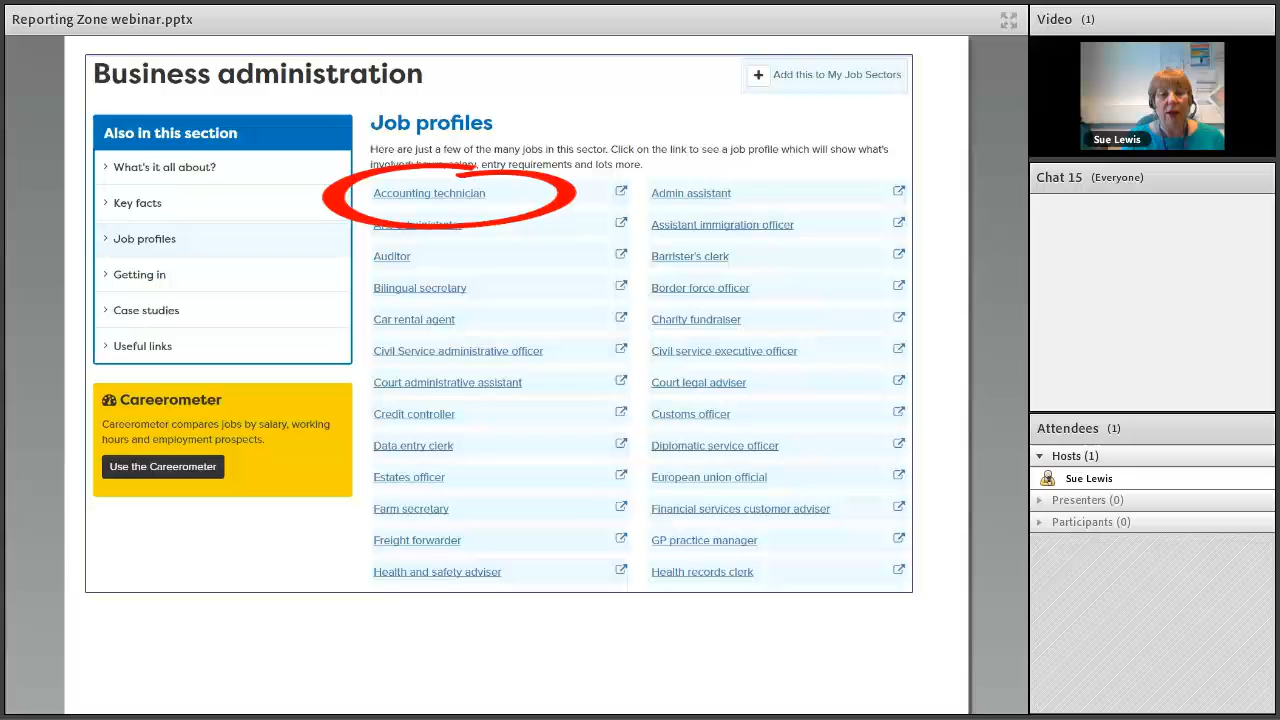 Reporting Zone webinar.pptx
Business administration
Add this to My Job Sectors
Also in this section
What's it all about?
Key facts
Job profiles
Getting in
Case studies
Useful links
Careerometer
Careerometer compares jobs by salary, working
hours and employment prospects.
Use the Careerometer
Job profiles
Here are just a few of the many jobs in this sector. Click on the link to see a job profile which will show what's
salary, entry requirements and lots more.
Accounting technician
Admin assistant
Assistant immigration officer
Auditor
Barrister's clerk
Bilingual secretary
Border force officer
Car rental agent
Charity fundraiser
Civil Service administrative officer
Civil service executive officer
Court administrative assistant
Court legal adviser
Credit controller
Customs officer
Data entry clerk
Diplomatic service officer
Estates officer
European union official
Farm secretary
Financial services customer adviser
Freight forwarder
GP practice manager
Health and safety adviser
Health records clerk
Video (1)
Sue Lewis
Chat 15 (Everyone)
Attendees (1)
Hosts (1)
Sue Lewis
Presenters (0)
Participants (0)